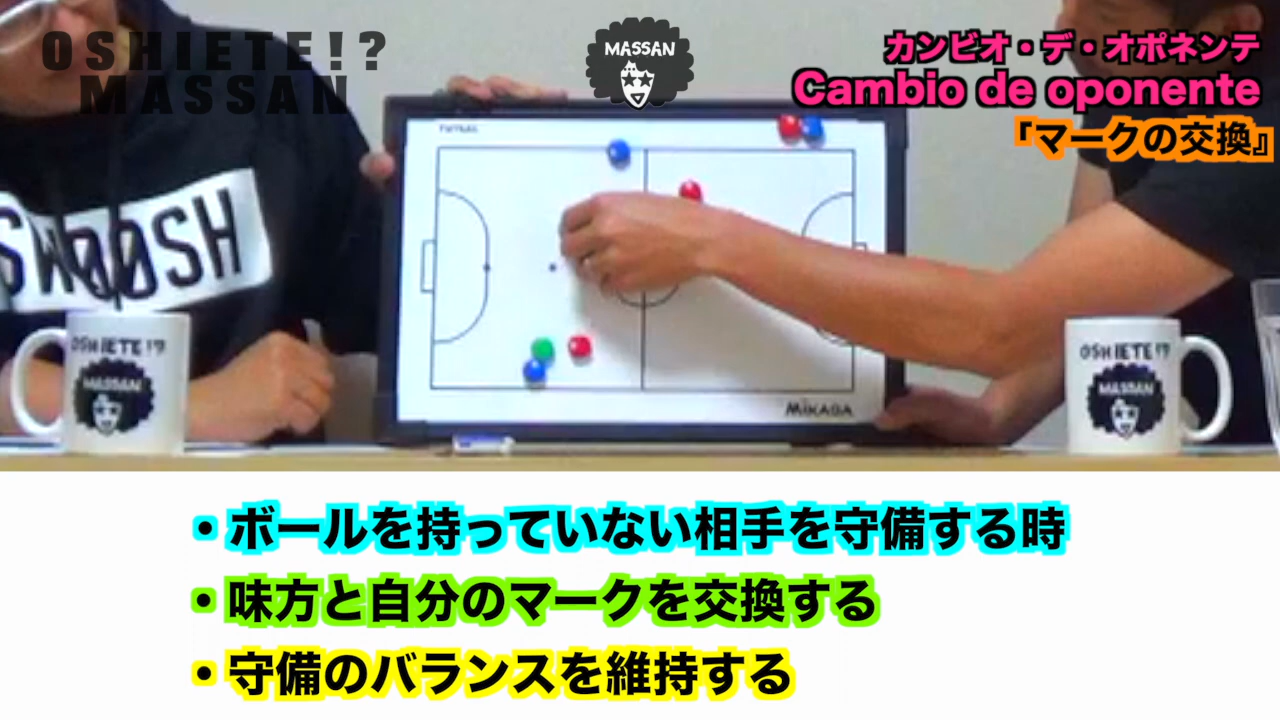 OSHIETE!?
MASSAN
MASSAN
カンビオ・デ・オポネンテ
Cambio de oponente
『マークの交換』
FUTSAL
SWOOSH
MIKASA
OSHIETE!?
MASSAN
OSHIETE!?
MASSAN
・ボールを持っていない相手を守備する時
・味方と自分のマークを交換する
・守備のバランスを維持する